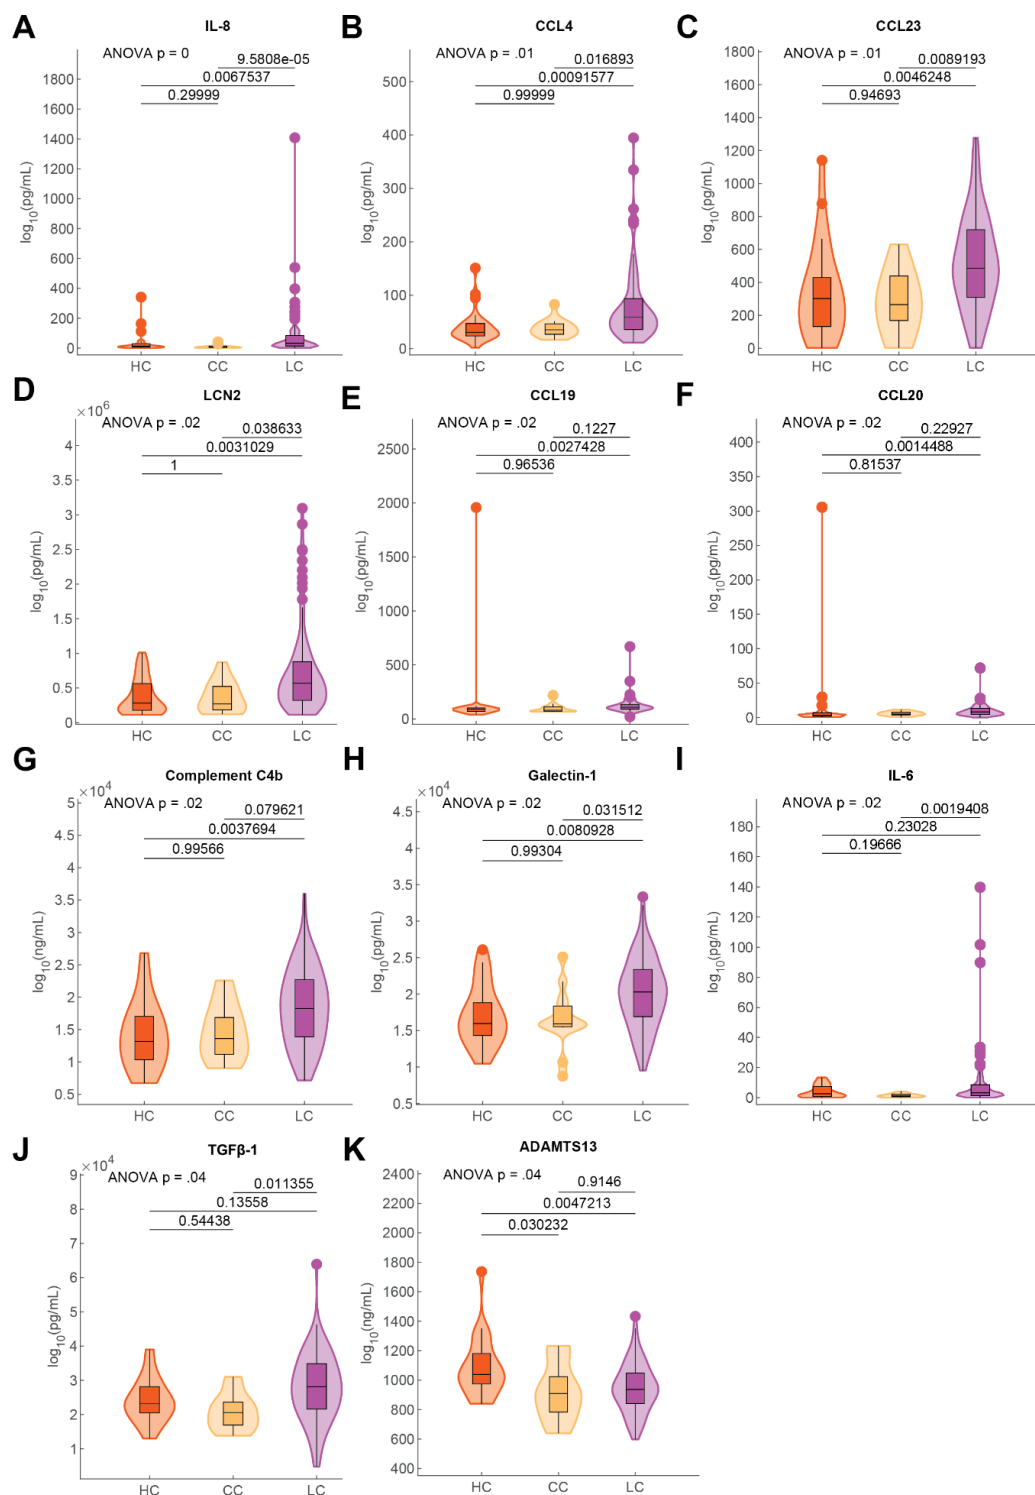 A
IL-8
ANOVA p = 0
9.5808e-05
0.0067537
0.29999
log10(pg/mL)
1800
1600
1400
1200
1000
800
600
400
200
0
HC CC LC
B
CCL4
ANOVA p = .01
0.016893
0.00091577
0.99999
log10(pg/mL)
500
400
300
200
100
0
HC CC LC
C
CCL23
ANOVA p = .01
0.0089193
0.0046248
0.94693
log10(pg/mL)
1800
1600
1400
1200
1000
800
600
400
200
0
HC CC LC
D
LCN2
×10^6
ANOVA p = .02
0.038633
0.0031029
1
log10(pg/mL)
4
3.5
3
2.5
2
1.5
1
0.5
0
HC CC LC
E
CCL19
ANOVA p = .02
0.1227
0.0027428
0.96536
log10(pg/mL)
2500
2000
1500
1000
500
0
HC CC LC
F
CCL20
ANOVA p = .02
0.22927
0.0014488
0.81537
log10(pg/mL)
400
350
300
250
200
150
100
50
0
HC CC LC
G
Complement C4b
×10^4
ANOVA p = .02
0.079621
0.0037694
0.99566
log10(ng/mL)
5
4.5
4
3.5
3
2.5
2
1.5
1
0.5
HC CC LC
H
Galectin-1
×10^4
ANOVA p = .02
0.031512
0.0080928
0.99304
log10(pg/mL)
4.5
4
3.5
3
2.5
2
1.5
1
0.5
HC CC LC
I
IL-6
ANOVA p = .02
0.0019408
0.23028
0.19666
log10(pg/mL)
180
160
140
120
100
80
60
40
20
0
HC CC LC
J
TGFβ-1
×10^4
ANOVA p = .04
0.011355
0.13558
0.54438
log10(pg/mL)
9
8
7
6
5
4
3
2
1
HC CC LC
K
ADAMTS13
ANOVA p = .04
0.9146
0.0047213
0.030232
log10(ng/mL)
2400
2200
2000
1800
1600
1400
1200
1000
800
600
400
HC CC LC